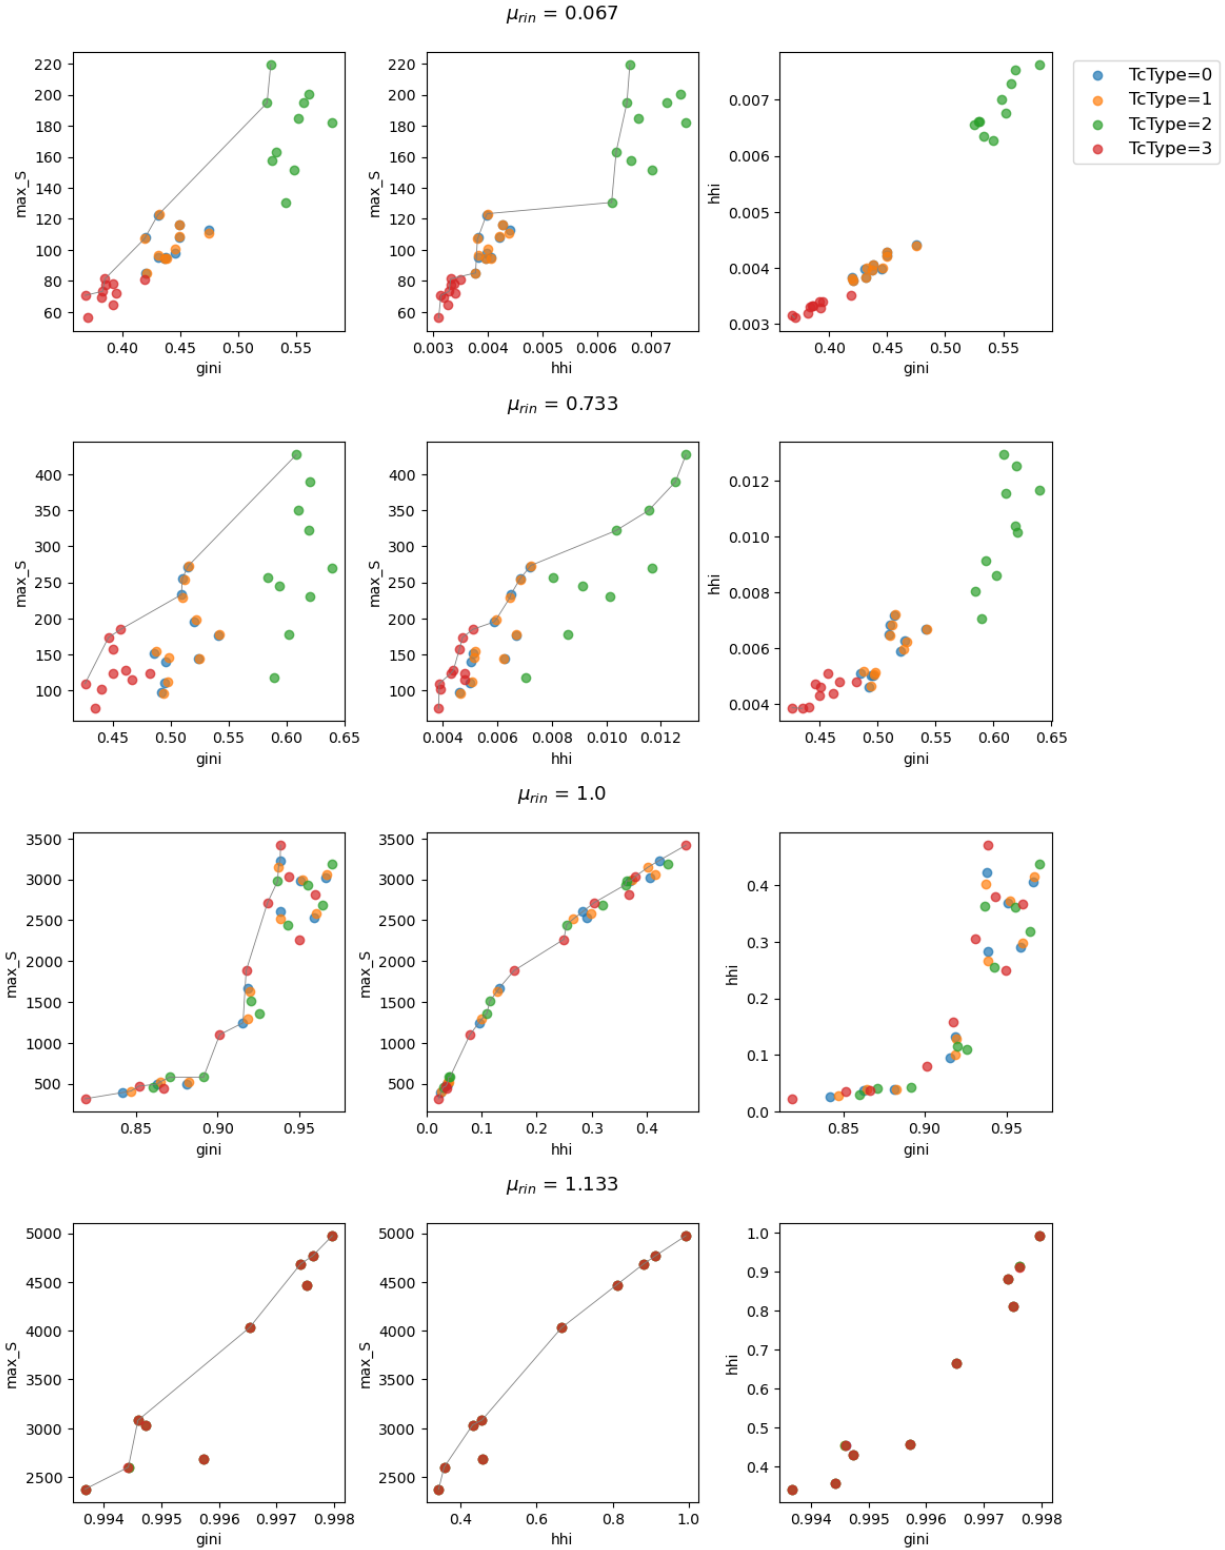 μrin = 0.067
220
200
180
160
140
120
100
80
60
max_S
0.40 0.45 0.50 0.55
gini
220
200
180
160
140
120
100
80
60
max_S
0.003 0.004 0.005 0.006 0.007
hhi
0.007
0.006
0.005
0.004
0.003
hhi
0.40 0.45 0.50 0.55
gini
TcType=0
TcType=1
TcType=2
TcType=3
μrin = 0.733
400
350
300
250
200
150
100
max_S
0.45 0.50 0.55 0.60 0.65
gini
400
350
300
250
200
150
100
max_S
0.004 0.006 0.008 0.010 0.012
hhi
0.012
0.010
0.008
0.006
0.004
hhi
0.45 0.50 0.55 0.60 0.65
gini
μrin = 1.0
3500
3000
2500
2000
1500
1000
500
max_S
0.85 0.90 0.95
gini
3500
3000
2500
2000
1500
1000
500
max_S
0.0 0.1 0.2 0.3 0.4
hhi
0.4
0.3
0.2
0.1
0.0
hhi
0.85 0.90 0.95
gini
μrin = 1.133
5000
4500
4000
3500
3000
2500
max_S
0.994 0.995 0.996 0.997 0.998
gini
5000
4500
4000
3500
3000
2500
max_S
0.4 0.6 0.8 1.0
hhi
1.0
0.9
0.8
0.7
0.6
0.5
0.4
hhi
0.994 0.995 0.996 0.997 0.998
gini